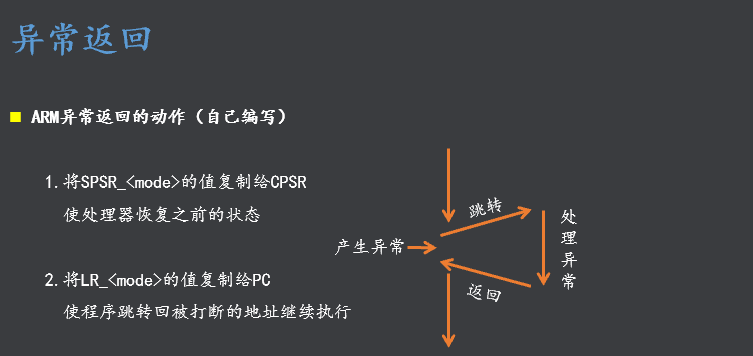 异常返回
ARM异常返回的动作（自己编写）
1.将SPSR_<mode>的值复制给CPSR
使处理器恢复之前的状态
2.将LR_<mode>的值复制给PC
使程序跳转回被打断的地址继续执行
跳转
产生异常
处理异常
返回